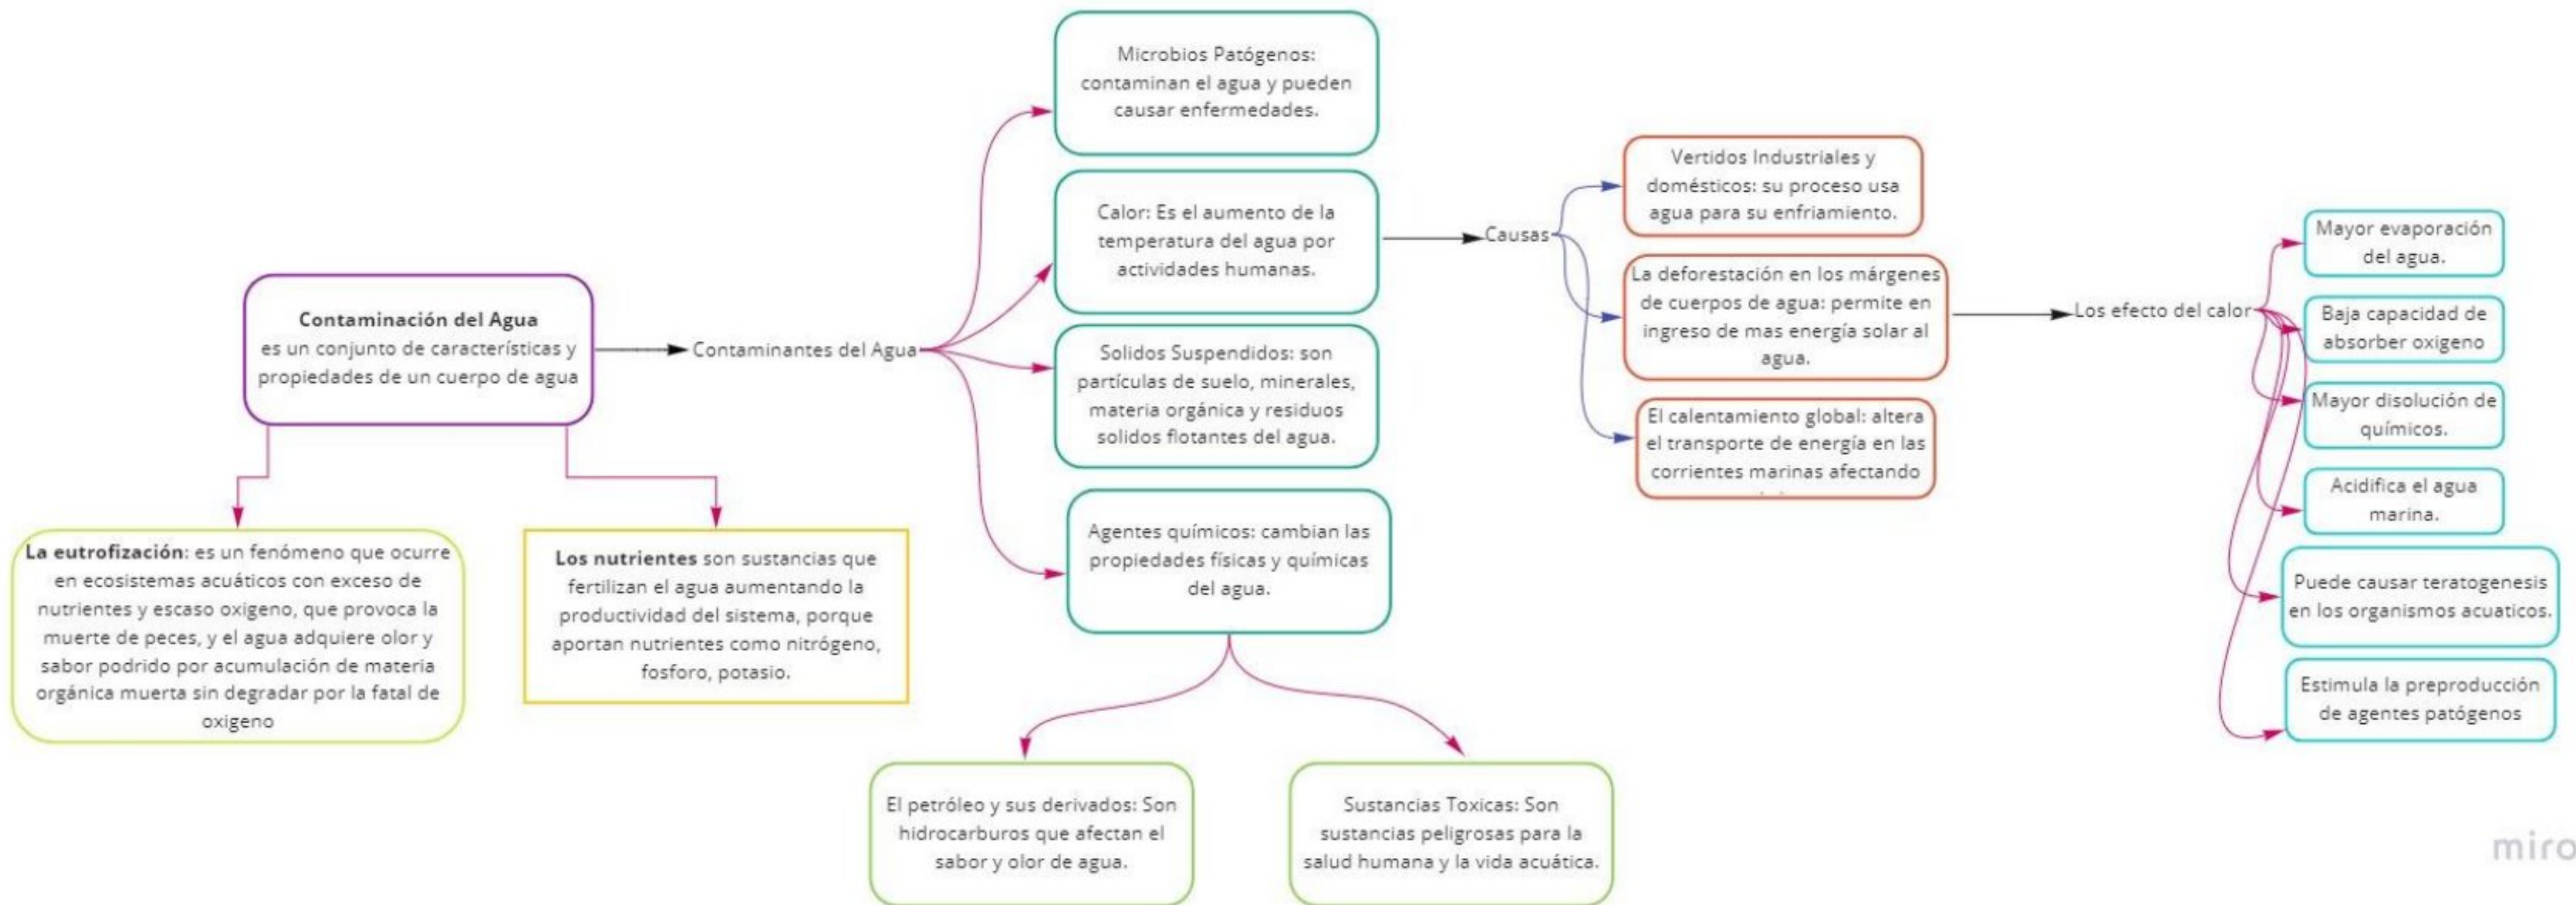 Contaminación del Agua
es un conjunto de características y
propiedades de un cuerpo de agua
La eutrofización: es un fenómeno que ocurre
en ecosistemas acuáticos con exceso de
nutrientes y escaso oxigeno, que provoca la
muerte de peces, y el agua adquiere olor y
sabor podrido por acumulación de materia
orgánica muerta sin degradar por la fatal de
oxigeno
Los nutrientes son sustancias que
fertilizan el agua aumentando la
productividad del sistema, porque
aportan nutrientes como nitrógeno,
fosforo, potasio.
Contaminantes del Agua
Microbios Patógenos:
contaminan el agua y pueden
causar enfermedades.
Calor: Es el aumento de la
temperatura del agua por
actividades humanas.
Solidos Suspendidos: son
partículas de suelo, minerales,
materia orgánica y residuos
solidos flotantes del agua.
Agentes químicos: cambian las
propiedades físicas y químicas
del agua.
El petróleo y sus derivados: Son
hidrocarburos que afectan el
sabor y olor de agua.
Sustancias Toxicas: Son
sustancias peligrosas para la
salud humana y la vida acuática.
Causas
Vertidos Industriales y
domésticos: su proceso usa
agua para su enfriamiento.
La deforestación en los márgenes
de cuerpos de agua: permite en
ingreso de mas energía solar al
agua.
El calentamiento global: altera
el transporte de energía en las
corrientes marinas afectando
Los efecto del calor
Mayor evaporación
del agua.
Baja capacidad de
absorber oxigeno
Mayor disolución de
químicos.
Acidifica el agua
marina.
Puede causar teratogenesis
en los organismos acuaticos.
Estimula la preproducción
de agentes patógenos
miro